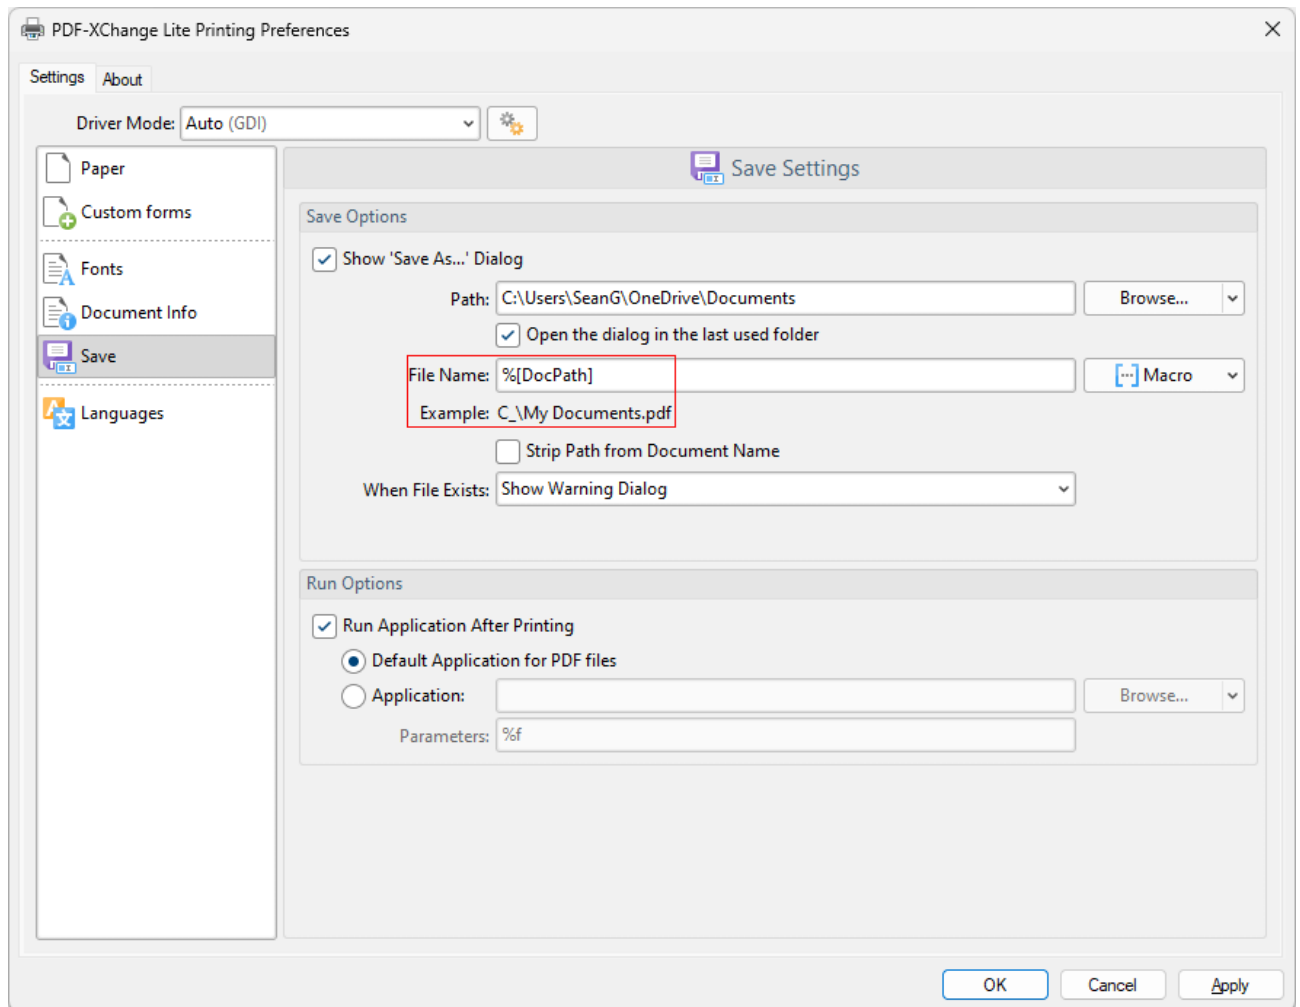 PDF-XChange Lite Printing Preferences
Settings About
Driver Mode: Auto (GDI)
Paper
Custom forms
Fonts
Document Info
Save
Languages
Save Settings
Save Options
Show 'Save As...' Dialog
Path: C:\Users\SeanG\OneDrive\Documents Browse...
Open the dialog in the last used folder
File Name: %[DocPath] Macro
Example: C_\My Documents.pdf
Strip Path from Document Name
When File Exists: Show Warning Dialog
Run Options
Run Application After Printing
Default Application for PDF files
Application: Browse...
Parameters: %f
OK Cancel Apply